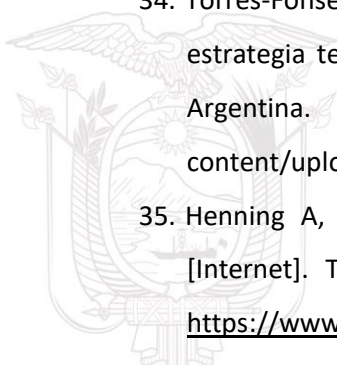 34. Torres-Fonse
estrategia te
Argentina.
content/uplo
35. Henning A,
[Internet]. T
https://www